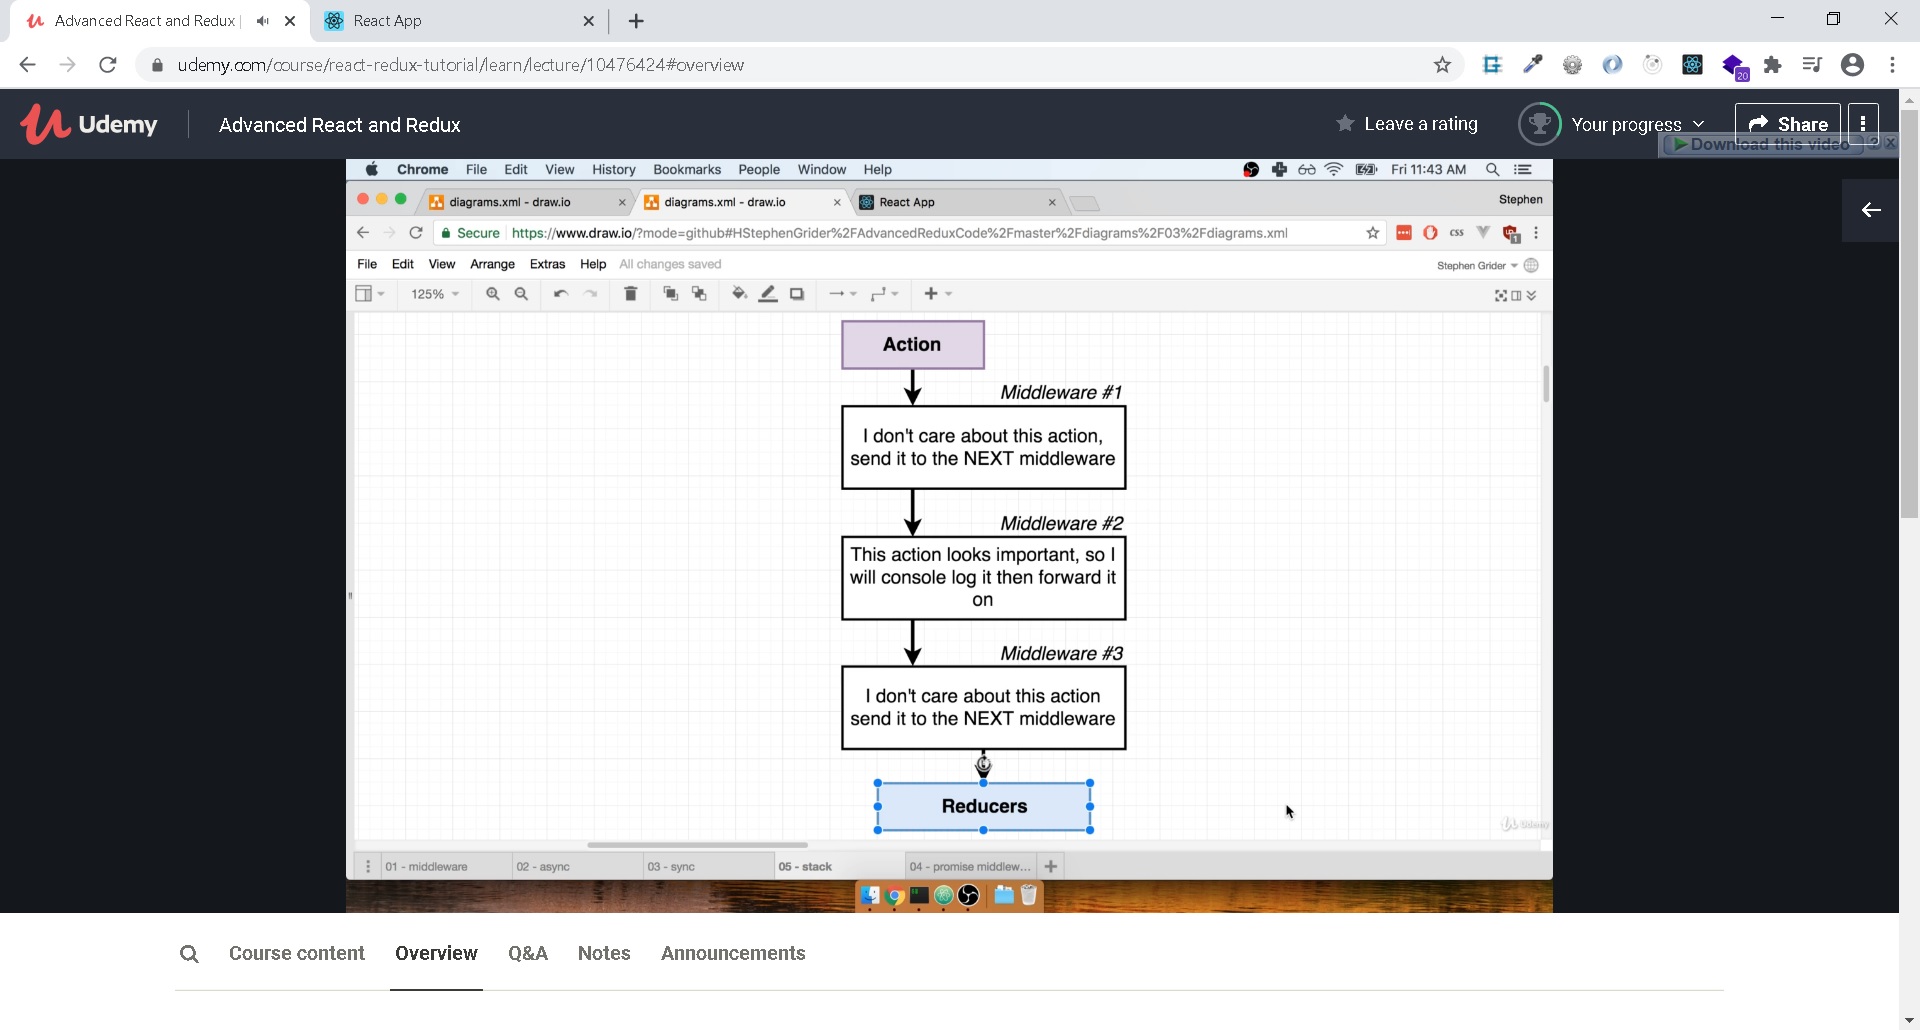 Advanced React and Redux
React App
udemy.com/course/react-redux-tutorial/learn/lecture/10476424#overview
20
Udemy
Advanced React and Redux
Leave a rating
Your progress
Share
Download this video
? X
Chrome File Edit View History Bookmarks People Window Help
Fri 11:43 AM
diagrams.xml - draw.io
diagrams.xml - draw.io
React App
Stephen
Secure
https://www.draw.io/?mode=github#HStephenGrider%2FAdvancedReduxCode%2Fmaster%2Fdiagrams%2F03%2Fdiagrams.xml
css
1
File Edit View Arrange Extras Help All changes saved
Stephen Grider
125%
Action
Middleware #1
I don't care about this action,
send it to the NEXT middleware
Middleware #2
This action looks important, so I
will console log it then forward it
on
Middleware #3
I don't care about this action
send it to the NEXT middleware
Reducers
Udemy
01 - middleware
02 - async
03 - sync
05 - stack
04 - promise middlew...
Course content
Overview
Q&A
Notes
Announcements